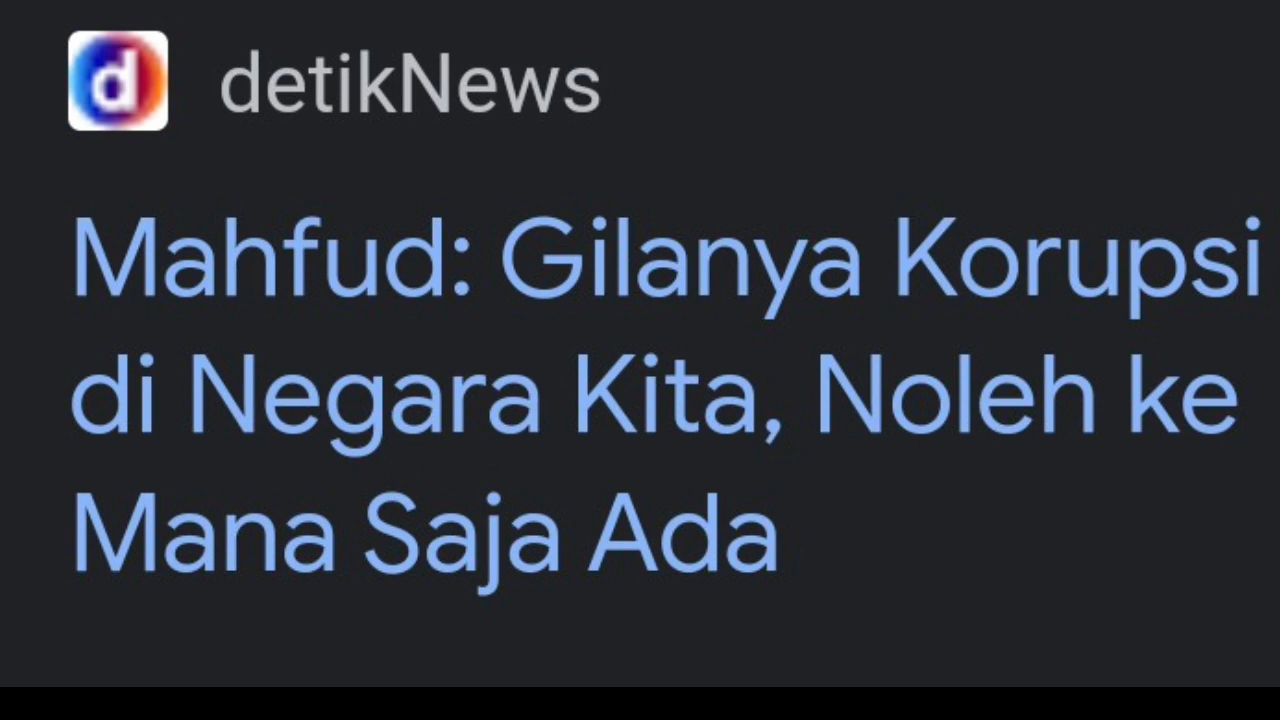 d detikNews
Mahfud: Gilanya Korupsi
di Negara Kita, Noleh ke
Mana Saja Ada